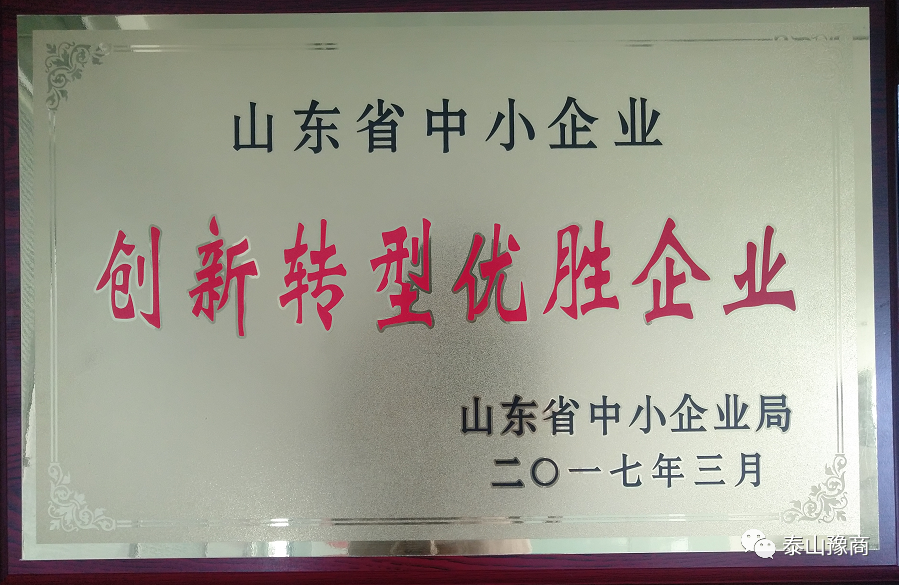 山东省中小企业
创新转型优胜企业
山东省中小企业局
二〇一七年三月
泰山豫商